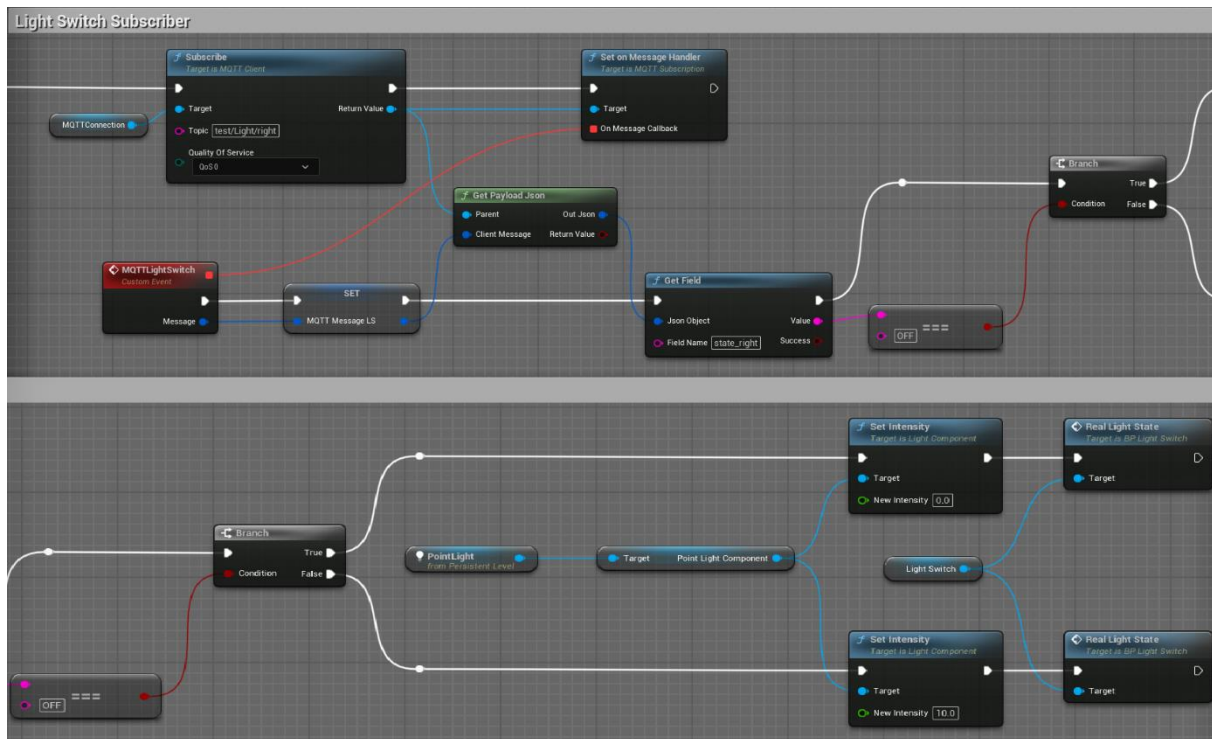 Light Switch Subscriber
Subscribe
Target is MQTT Client
Target
Return Value
Topic test/Light/right
Quality Of Service
QoS 0
MQTTConnection
Set on Message Handler
Target is MQTT Subscription
Target
On Message Callback
Get Payload Json
Parent
Out Json
Client Message
Return Value
MQTTLightSwitch
Custom Event
Message
SET
MQTT Message LS
Get Field
Json Object
Value
Field Name state_right
Success
OFF ===
Branch
True
Condition
False
Branch
True
Condition
False
OFF ===
PointLight
from Persistent Level
Target
Point Light Component
Set Intensity
Target is Light Component
Target
New Intensity 0.0
Real Light State
Target is BP Light Switch
Target
Light Switch
Set Intensity
Target is Light Component
Target
New Intensity 10.0
Real Light State
Target is BP Light Switch
Target